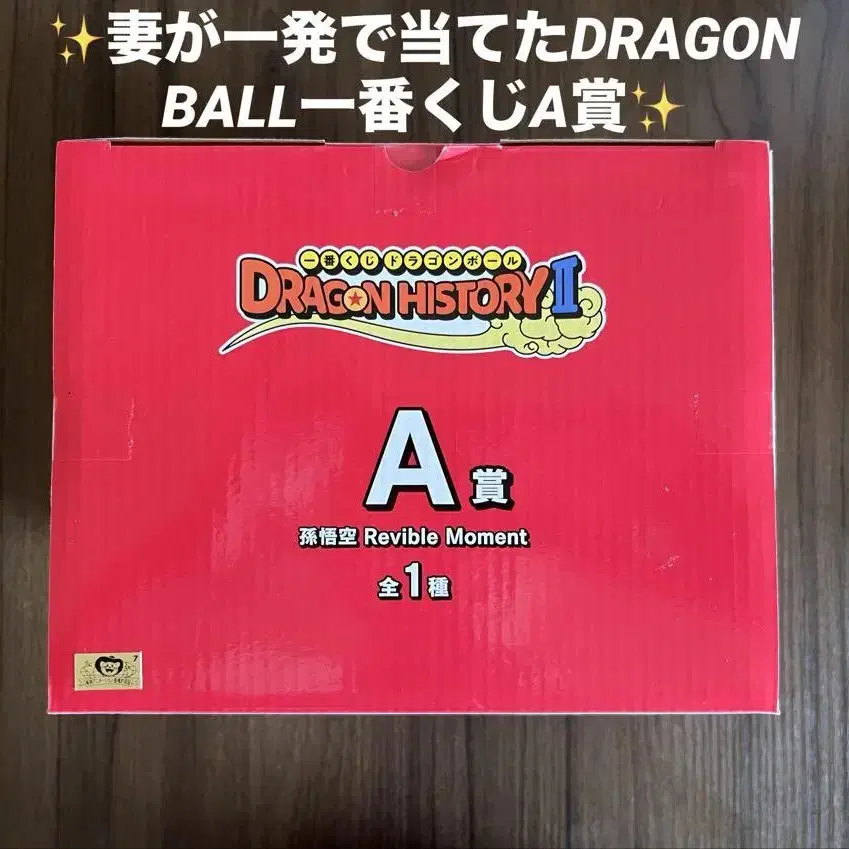 ✨妻が一発で当てたDRAGON
BALL一番くじA賞✨
一番くじドラゴンボール
DRAGON HISTORY II
A賞
孫悟空 Revible Moment
全1種
7